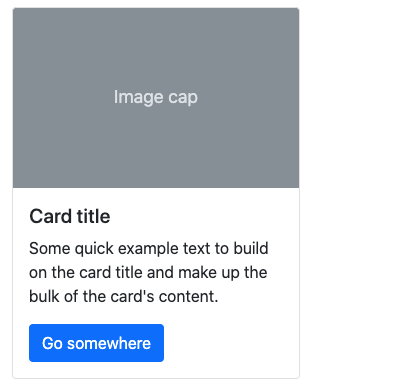 Image cap
Card title
Some quick example text to build
on the card title and make up the
bulk of the card's content.
Go somewhere